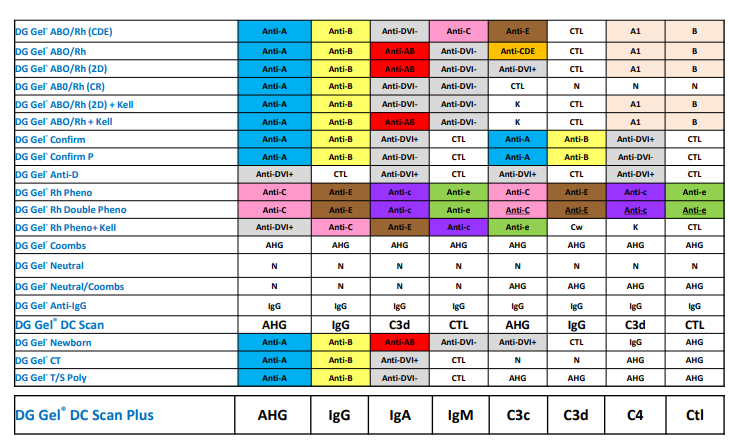 DG Gel® ABO/Rh (CDE) Anti-A Anti-B Anti-DVI- Anti-C Anti-E CTL A1 B
DG Gel® ABO/Rh Anti-A Anti-B Anti-AB Anti-DVI- Anti-CDE CTL A1 B
DG Gel® ABO/Rh (2D) Anti-A Anti-B Anti-AB Anti-DVI- Anti-DVI+ CTL A1 B
DG Gel® AB0/Rh (CR) Anti-A Anti-B Anti-DVI- Anti-DVI- CTL N N N
DG Gel® ABO/Rh (2D) + Kell Anti-A Anti-B Anti-DVI- Anti-DVI- K CTL A1 B
DG Gel® ABO/Rh + Kell Anti-A Anti-B Anti-AB Anti-DVI- K CTL A1 B
DG Gel® Confirm Anti-A Anti-B Anti-DVI+ CTL Anti-A Anti-B Anti-DVI+ CTL
DG Gel® Confirm P Anti-A Anti-B Anti-DVI- CTL Anti-A Anti-B Anti-DVI- CTL
DG Gel® Anti-D Anti-DVI+ CTL Anti-DVI+ CTL Anti-DVI+ CTL Anti-DVI+ CTL
DG Gel® Rh Pheno Anti-C Anti-E Anti-c Anti-e Anti-C Anti-E Anti-c Anti-e
DG Gel® Rh Double Pheno Anti-C Anti-E Anti-c Anti-e Anti-C Anti-E Anti-c Anti-e
DG Gel® Rh Pheno+ Kell Anti-DVI+ Anti-C Anti-E Anti-c Anti-e Cw K CTL
DG Gel® Coombs AHG AHG AHG AHG AHG AHG AHG AHG
DG Gel® Neutral N N N N N N N N
DG Gel® Neutral/Coombs N N N N AHG AHG AHG AHG
DG Gel® Anti-IgG IgG IgG IgG IgG IgG IgG IgG IgG
DG Gel® DC Scan AHG IgG C3d CTL AHG IgG C3d CTL
DG Gel® Newborn Anti-A Anti-B Anti-AB Anti-DVI- Anti-DVI+ CTL IgG AHG
DG Gel® CT Anti-A Anti-B Anti-DVI+ CTL N N AHG AHG
DG Gel® T/S Poly Anti-A Anti-B Anti-DVI- CTL AHG AHG AHG AHG
DG Gel® DC Scan Plus AHG IgG IgA IgM C3c C3d C4 Ctl